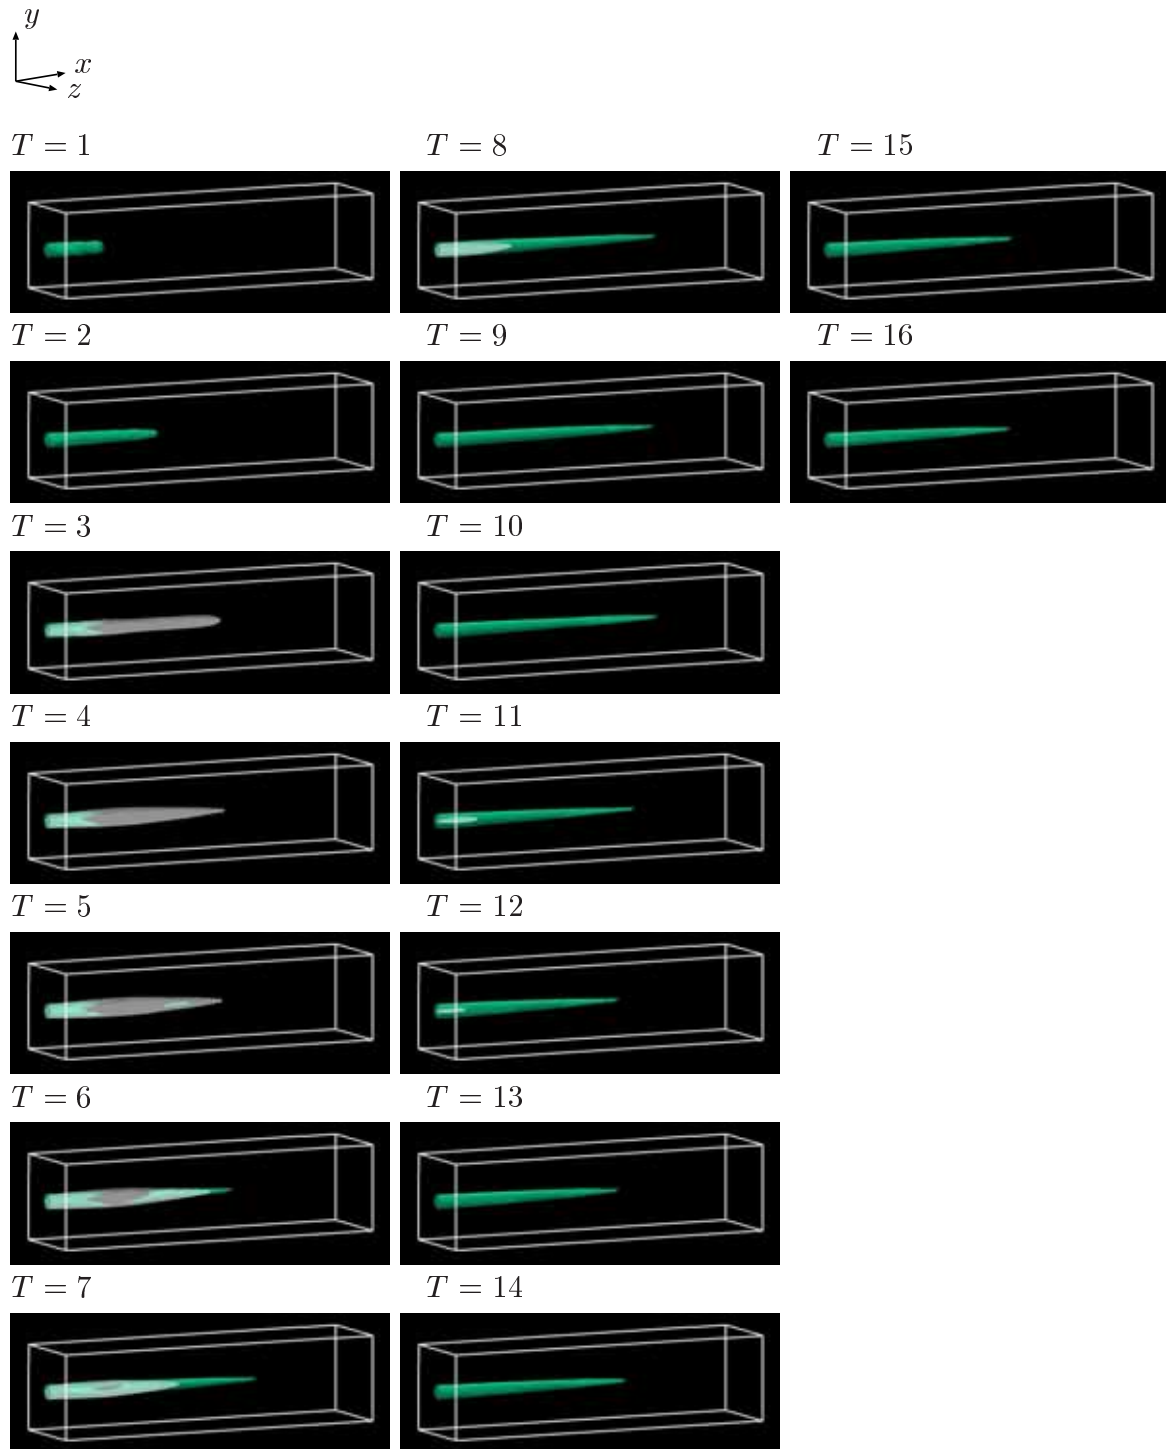 y
x
z
T = 1
T = 8
T = 15
T = 2
T = 9
T = 16
T = 3
T = 10
T = 4
T = 11
T = 5
T = 12
T = 6
T = 13
T = 7
T = 14